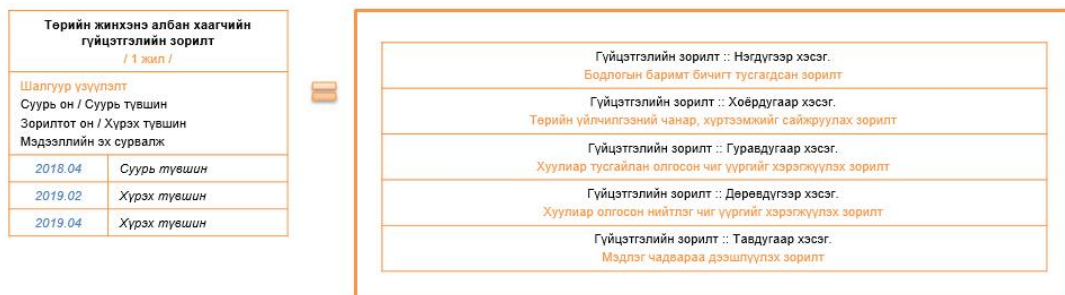 Төрийн жинхэнэ албан хаагчийн
гүйцэтгэлийн зорилт
/ 1 жил /
Шалгуур үзүүлэлт
Суурь он / Суурь түвшин
Зорилтот он / Хүрэх түвшин
Мэдээллийн эх сурвалж
2018.04 Суурь түвшин
2019.02 Хүрэх түвшин
2019.04 Хүрэх түвшин
Гүйцэтгэлийн зорилт :: Нэгдүгээр хэсэг.
Бодлогын баримт бичигт тусгагдсан зорилт
Гүйцэтгэлийн зорилт :: Хоёрдугаар хэсэг.
Төрийн үйлчилгээний чанар, хүртээмжийг сайжруулах зорилт
Гүйцэтгэлийн зорилт :: Гуравдугаар хэсэг.
Хуулиар тусгайлан олгосон чиг үүргийг хэрэгжүүлэх зорилт
Гүйцэтгэлийн зорилт :: Дөрөвдүгээр хэсэг.
Хуулиар олгосон нийтлэг чиг үүргийг хэрэгжүүлэх зорилт
Гүйцэтгэлийн зорилт :: Тавдугаар хэсэг.
Мэдлэг чадвараа дээшлүүлэх зорилт